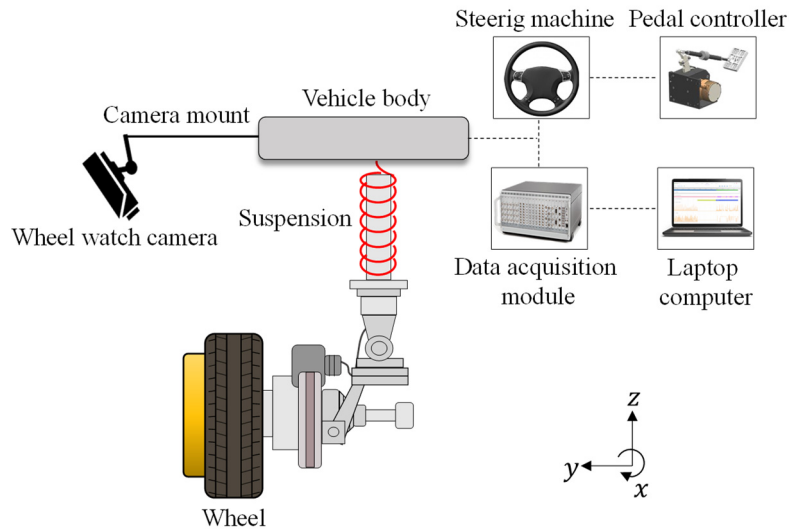 Steerig machine
Pedal controller
Vehicle body
Camera mount
Suspension
Wheel watch camera
Data acquisition
module
Laptop
computer
Wheel
z
y
x